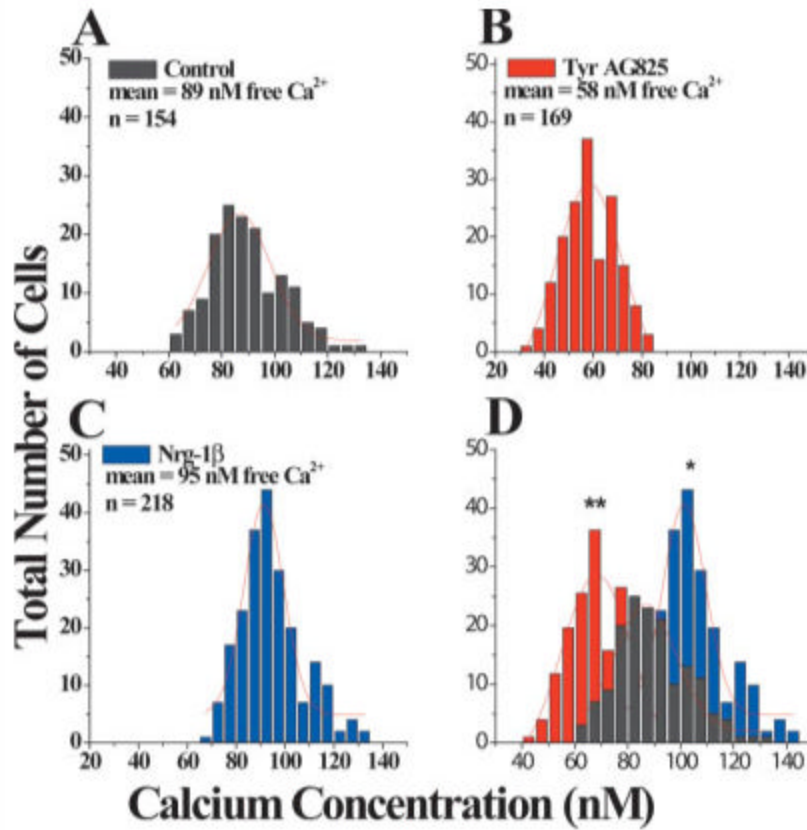 A
Control
mean = 89 nM free Ca²⁺
n = 154
50
40
30
20
10
0
40 60 80 100 120 140
B
Tyr AG825
mean = 58 nM free Ca²⁺
n = 169
50
40
30
20
10
0
20 40 60 80 100 120 140
C
Nrg-1β
mean = 95 nM free Ca²⁺
n = 218
50
40
30
20
10
0
20 40 60 80 100 120 140
D
**
*
50
40
30
20
10
0
40 60 80 100 120 140
Total Number of Cells
Calcium Concentration (nM)